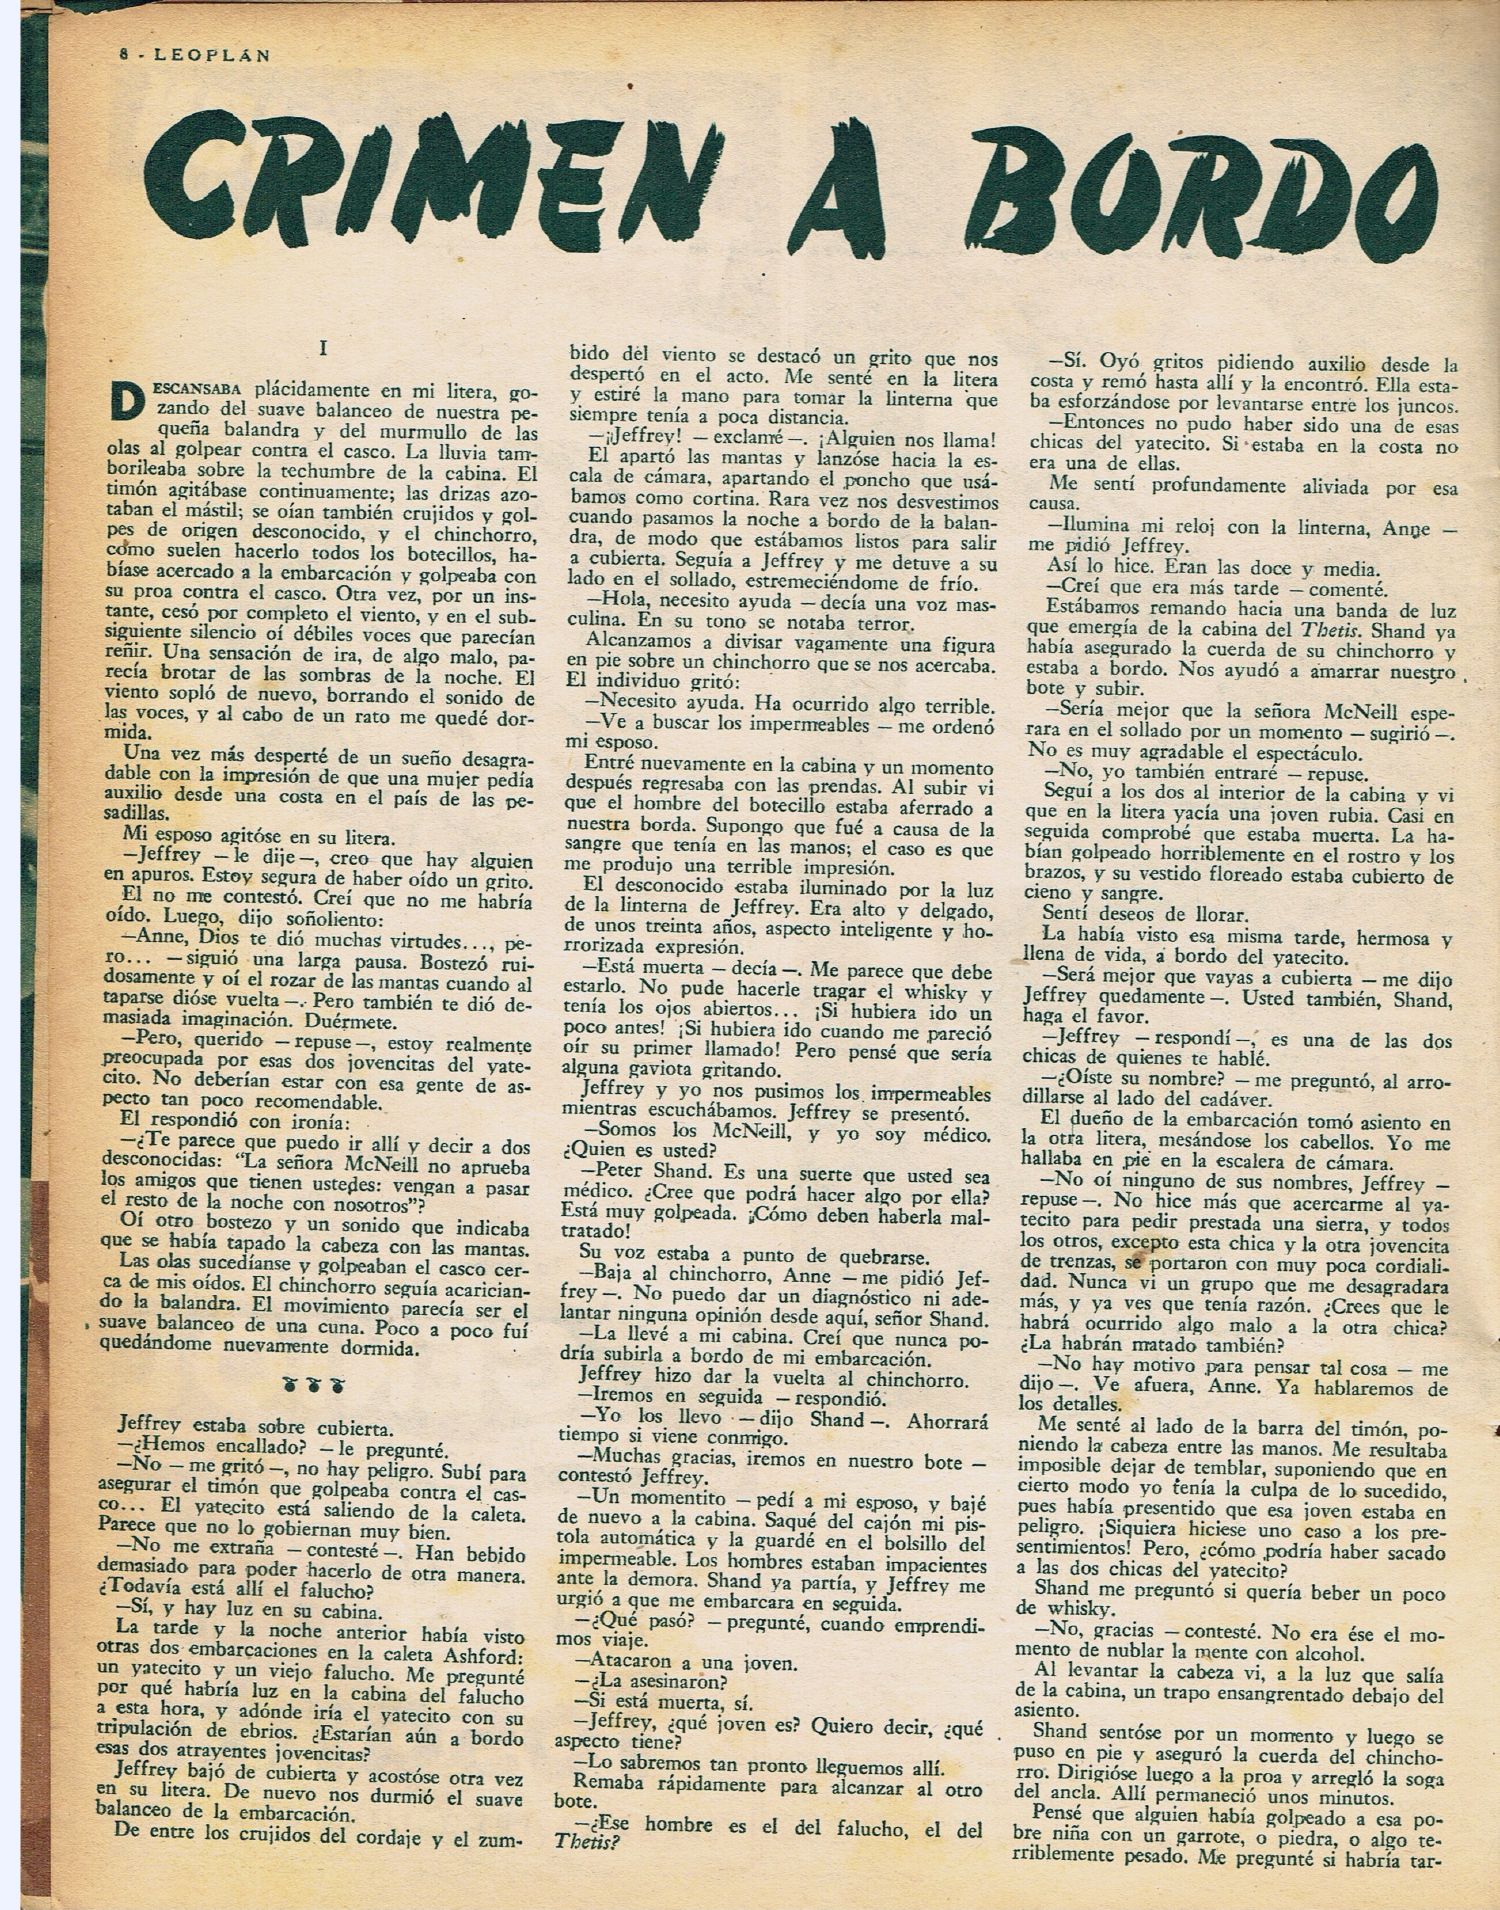 8 - LEOPLÁN
CRIMEN A BORDO
I
DESCANSABA plácidamente en mi litera, go-
zando del suave balanceo de nuestra pe-
queña balandra y del murmullo de las
olas al golpear contra el casco. La lluvia tam-
borileaba sobre la techumbre de la cabina. El
timón agitábase continuamente; las drizas azo-
taban el mástil; se oían también crujidos y gol-
pes de origen desconocido, y el chinchorro,
como suelen hacerlo todos los botecillos, ha-
bíase acercado a la embarcación y golpeaba con
su proa contra el casco. Otra vez, por un ins-
tante, cesó por completo el viento, y en el sub-
siguiente silencio oí débiles voces que parecían
reñir. Una sensación de ira, de algo malo, pa-
recía brotar de las sombras de la noche. El
viento sopló de nuevo, borrando el sonido de
las voces, y al cabo de un rato me quedé dor-
mida.
Una vez más desperté de un sueño desagra-
dable con la impresión de que una mujer pedía
auxilio desde una costa en el país de las pe-
sadillas.
Mi esposo agitóse en su litera.
—Jeffrey —le dije—, creo que hay alguien
en apuros. Estoy segura de haber oído un grito.
El no me contestó. Creí que no me habría
oído. Luego, dijo soñoliento:
—Anne, Dios te dió muchas virtudes..., pe-
ro... —siguió una larga pausa. Bostezó rui-
dosamente y oí el rozar de las mantas cuando al
taparse dióse vuelta—. Pero también te dió de-
masiada imaginación. Duérmete.
—Pero, querido —repuse—, estoy realmente
preocupada por esas dos jovencitas del yate-
cito. No deberían estar con esa gente de as-
pecto tan poco recomendable.
El respondió con ironía:
—¿Te parece que puedo ir allí y decir a dos
desconocidas: "La señora McNeill no aprueba
los amigos que tienen ustedes: vengan a pasar
el resto de la noche con nosotros"?
Oí otro bostezo y un sonido que indicaba
que se había tapado la cabeza con las mantas.
Las olas sucedíanse y golpeaban el casco cer-
ca de mis oídos. El chinchorro seguía acarician-
do la balandra. El movimiento parecía ser el
suave balanceo de una cuna. Poco a poco fuí
quedándome nuevamente dormida.
Jeffrey estaba sobre cubierta.
—¿Hemos encallado? —le pregunté.
—No —me gritó—, no hay peligro. Subí para
asegurar el timón que golpeaba contra el cas-
co... El yatecito está saliendo de la caleta.
Parece que no lo gobiernan muy bien.
—No me extraña —contesté—. Han bebido
demasiado para poder hacerlo de otra manera.
¿Todavía está allí el falucho?
—Sí, y hay luz en su cabina.
La tarde y la noche anterior había visto
otras dos embarcaciones en la caleta Ashford:
un yatecito y un viejo falucho. Me pregunté
por qué habría luz en la cabina del falucho
a esta hora, y adónde iría el yatecito con su
tripulación de ebrios. ¿Estarían aún a bordo
esas dos atrayentes jovencitas?
Jeffrey bajó de cubierta y acostóse otra vez
en su litera. De nuevo nos durmió el suave
balanceo de la embarcación.
De entre los crujidos del cordaje y el zum-
bido del viento se destacó un grito que nos
despertó en el acto. Me senté en la litera
y estiré la mano para tomar la linterna que
siempre tenía a poca distancia.
—¡Jeffrey! —exclamé—. ¡Alguien nos llama!
El apartó las mantas y lanzóse hacia la es-
cala de cámara, apartando el poncho que usá-
bamos como cortina. Rara vez nos desvestimos
cuando pasamos la noche a bordo de la balan-
dra, de modo que estábamos listos para salir
a cubierta. Seguía a Jeffrey y me detuve a su
lado en el sollado, estremeciéndome de frío.
—Hola, necesito ayuda —decía una voz mas-
culina. En su tono se notaba terror.
Alcanzamos a divisar vagamente una figura
en pie sobre un chinchorro que se nos acercaba.
El individuo gritó:
—Necesito ayuda. Ha ocurrido algo terrible.
—Ve a buscar los impermeables —me ordenó
mi esposo.
Entré nuevamente en la cabina y un momento
después regresaba con las prendas. Al subir vi
que el hombre del botecillo estaba aferrado a
nuestra borda. Supongo que fué a causa de la
sangre que tenía en las manos; el caso es que
me produjo una terrible impresión.
El desconocido estaba iluminado por la luz
de la linterna de Jeffrey. Era alto y delgado,
de unos treinta años, aspecto inteligente y ho-
rrorizada expresión.
—Está muerta —decía—. Me parece que debe
estarlo. No pude hacerle tragar el whisky y
tenía los ojos abiertos... ¡Si hubiera ido un
poco antes! ¡Si hubiera ido cuando me pareció
oír su primer llamado! Pero pensé que sería
alguna gaviota gritando.
Jeffrey y yo nos pusimos los impermeables
mientras escuchábamos. Jeffrey se presentó.
—Somos los McNeill, y yo soy médico.
¿Quien es usted?
—Peter Shand. Es una suerte que usted sea
médico. ¿Cree que podrá hacer algo por ella?
Está muy golpeada. ¡Cómo deben haberla mal-
tratado!
Su voz estaba a punto de quebrarse.
—Baja al chinchorro, Anne —me pidió Jef-
frey—. No puedo dar un diagnóstico ni ade-
lantar ninguna opinión desde aquí, señor Shand.
—La llevé a mi cabina. Creí que nunca po-
dría subirla a bordo de mi embarcación.
Jeffrey hizo dar la vuelta al chinchorro.
—Iremos en seguida —respondió.
—Yo los llevo —dijo Shand—. Ahorrará
tiempo si viene conmigo.
—Muchas gracias, iremos en nuestro bote —
contestó Jeffrey.
—Un momentito —pedí a mi esposo, y bajé
de nuevo a la cabina. Saqué del cajón mi pis-
tola automática y la guardé en el bolsillo del
impermeable. Los hombres estaban impacientes
ante la demora. Shand ya partía, y Jeffrey me
urgió a que me embarcara en seguida.
—¿Qué pasó? —pregunté, cuando emprendi-
mos viaje.
—Atacaron a una joven.
—¿La asesinaron?
—Si está muerta, sí.
—Jeffrey, ¿qué joven es? Quiero decir, ¿qué
aspecto tiene?
—Lo sabremos tan pronto lleguemos allí.
Remaba rápidamente para alcanzar al otro
bote.
—¿Ese hombre es el del falucho, el del
Thetis?
—Sí. Oyó gritos pidiendo auxilio desde la
costa y remó hasta allí y la encontró. Ella esta-
ba esforzándose por levantarse entre los juncos.
—Entonces no pudo haber sido una de esas
chicas del yatecito. Si estaba en la costa no
era una de ellas.
Me sentí profundamente aliviada por esa
causa.
—Ilumina mi reloj con la linterna, Anne —
me pidió Jeffrey.
Así lo hice. Eran las doce y media.
—Creí que era más tarde —comenté.
Estábamos remando hacia una banda de luz
que emergía de la cabina del Thetis. Shand ya
había asegurado la cuerda de su chinchorro y
estaba a bordo. Nos ayudó a amarrar nuestro
bote y subir.
—Sería mejor que la señora McNeill espe-
rara en el sollado por un momento —sugirió—.
No es muy agradable el espectáculo.
—No, yo también entraré —repuse.
Seguí a los dos al interior de la cabina y vi
que en la litera yacía una joven rubia. Casi en
seguida comprobé que estaba muerta. La ha-
bían golpeado horriblemente en el rostro y los
brazos, y su vestido floreado estaba cubierto de
cieno y sangre.
Sentí deseos de llorar.
La había visto esa misma tarde, hermosa y
llena de vida, a bordo del yatecito.
—Será mejor que vayas a cubierta —me dijo
Jeffrey quedamente—. Usted también, Shand,
haga el favor.
—Jeffrey —respondí—, es una de las dos
chicas de quienes te hablé.
—¿Oíste su nombre? —me preguntó, al arro-
dillarse al lado del cadáver.
El dueño de la embarcación tomó asiento en
la otra litera, mesándose los cabellos. Yo me
hallaba en pie en la escalera de cámara.
—No oí ninguno de sus nombres, Jeffrey —
repuse—. No hice más que acercarme al ya-
tecito para pedir prestada una sierra, y todos
los otros, excepto esta chica y la otra jovencita
de trenzas, se portaron con muy poca cordiali-
dad. Nunca vi un grupo que me desagradara
más, y ya ves que tenía razón. ¿Crees que le
habrá ocurrido algo malo a la otra chica?
¿La habrán matado también?
—No hay motivo para pensar tal cosa —me
dijo—. Ve afuera, Anne. Ya hablaremos de
los detalles.
Me senté al lado de la barra del timón, po-
niendo la cabeza entre las manos. Me resultaba
imposible dejar de temblar, suponiendo que en
cierto modo yo tenía la culpa de lo sucedido,
pues había presentido que esa joven estaba en
peligro. ¡Siquiera hiciese uno caso a los pre-
sentimientos! Pero, ¿cómo podría haber sacado
a las dos chicas del yatecito?
Shand me preguntó si quería beber un poco
de whisky.
—No, gracias —contesté. No era ése el mo-
mento de nublar la mente con alcohol.
Al levantar la cabeza vi, a la luz que salía
de la cabina, un trapo ensangrentado debajo del
asiento.
Shand sentóse por un momento y luego se
puso en pie y aseguró la cuerda del chincho-
rro. Dirigióse luego a la proa y arregló la soga
del ancla. Allí permaneció unos minutos.
Pensé que alguien había golpeado a esa po-
bre niña con un garrote, o piedra, o algo te-
rriblemente pesado. Me pregunté si habría tar-